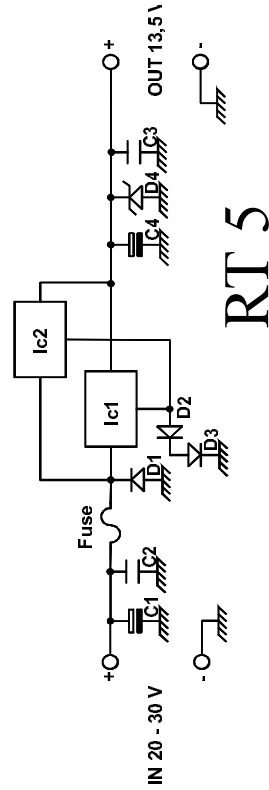 Ic2
Fuse
Ic1
+
+
C1
C2
D1
D2
D3
C4
D4
C3
IN 20 - 30 V
-
-
OUT 13,5
RT 5